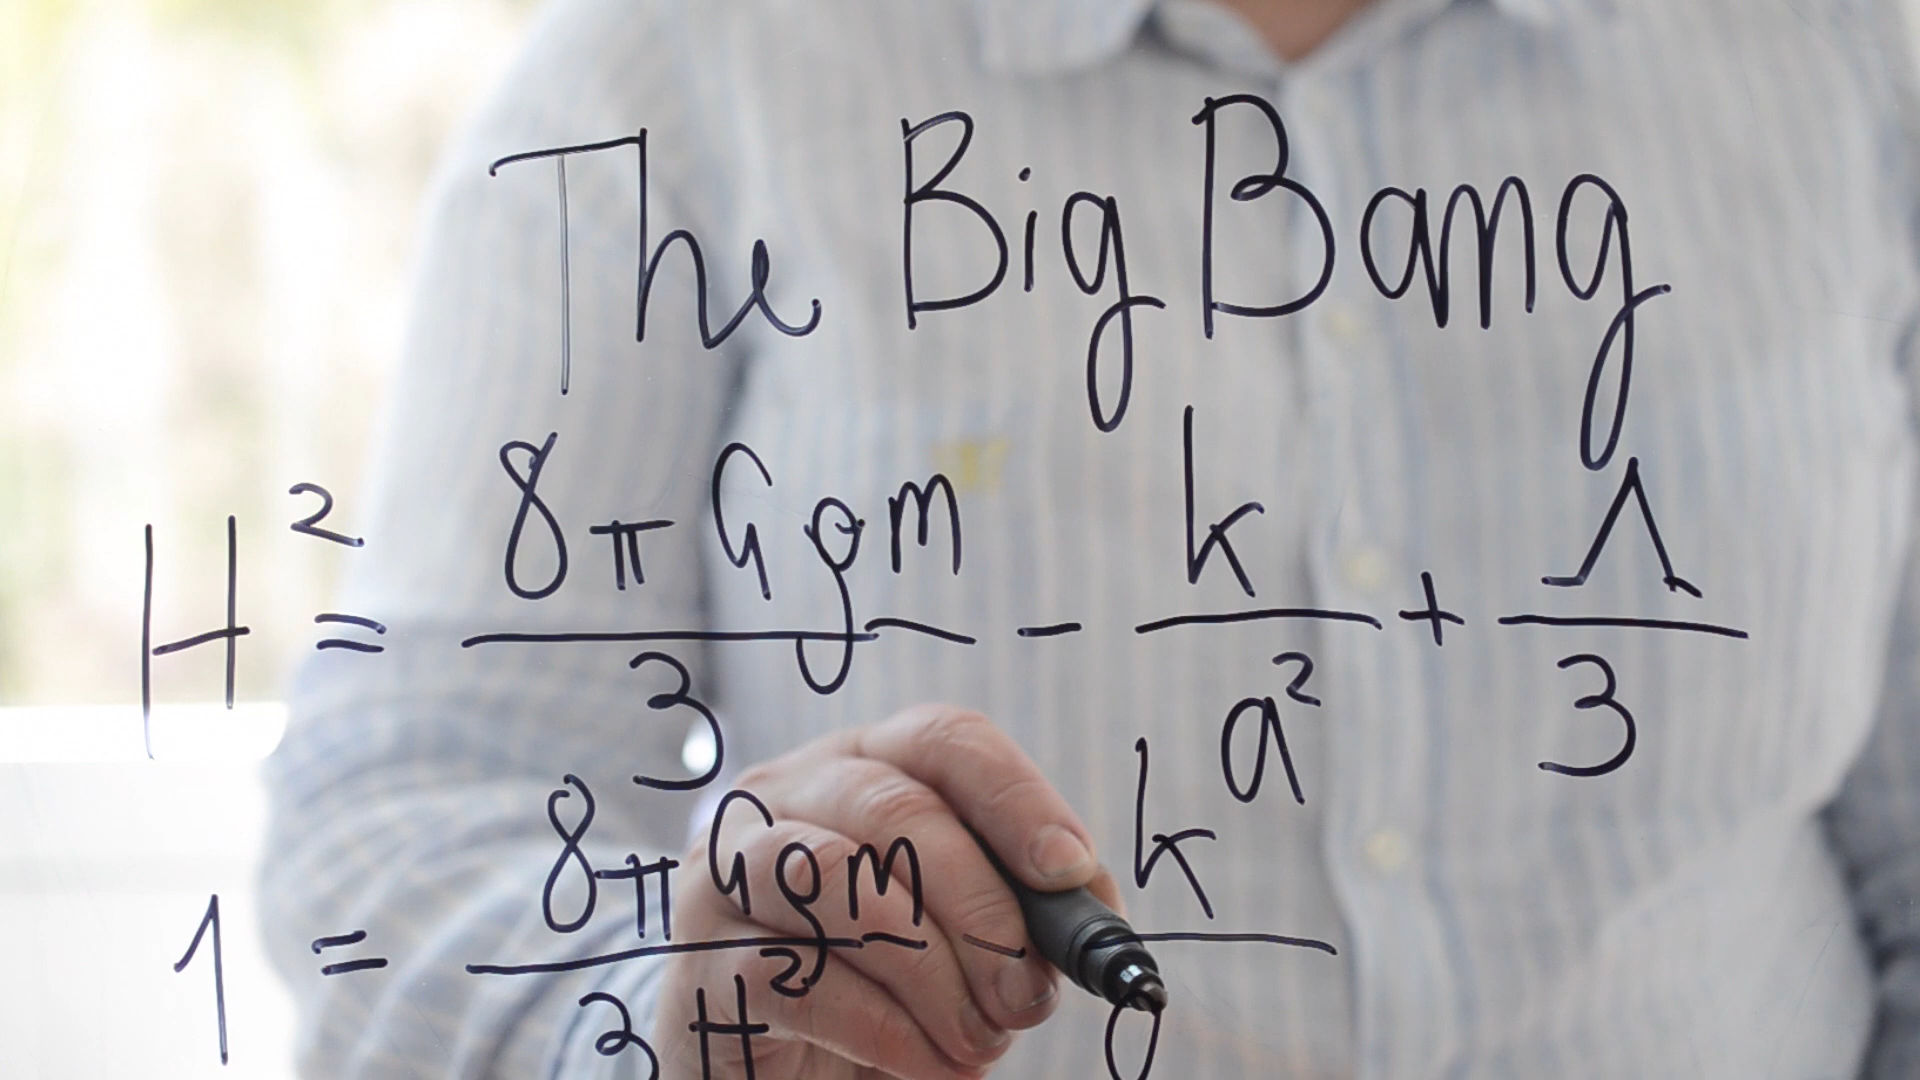 The Big Bang
H² = 8πGρm/3 - k/a² + Λ/3
1 = 8πGρm/3H² - k/a